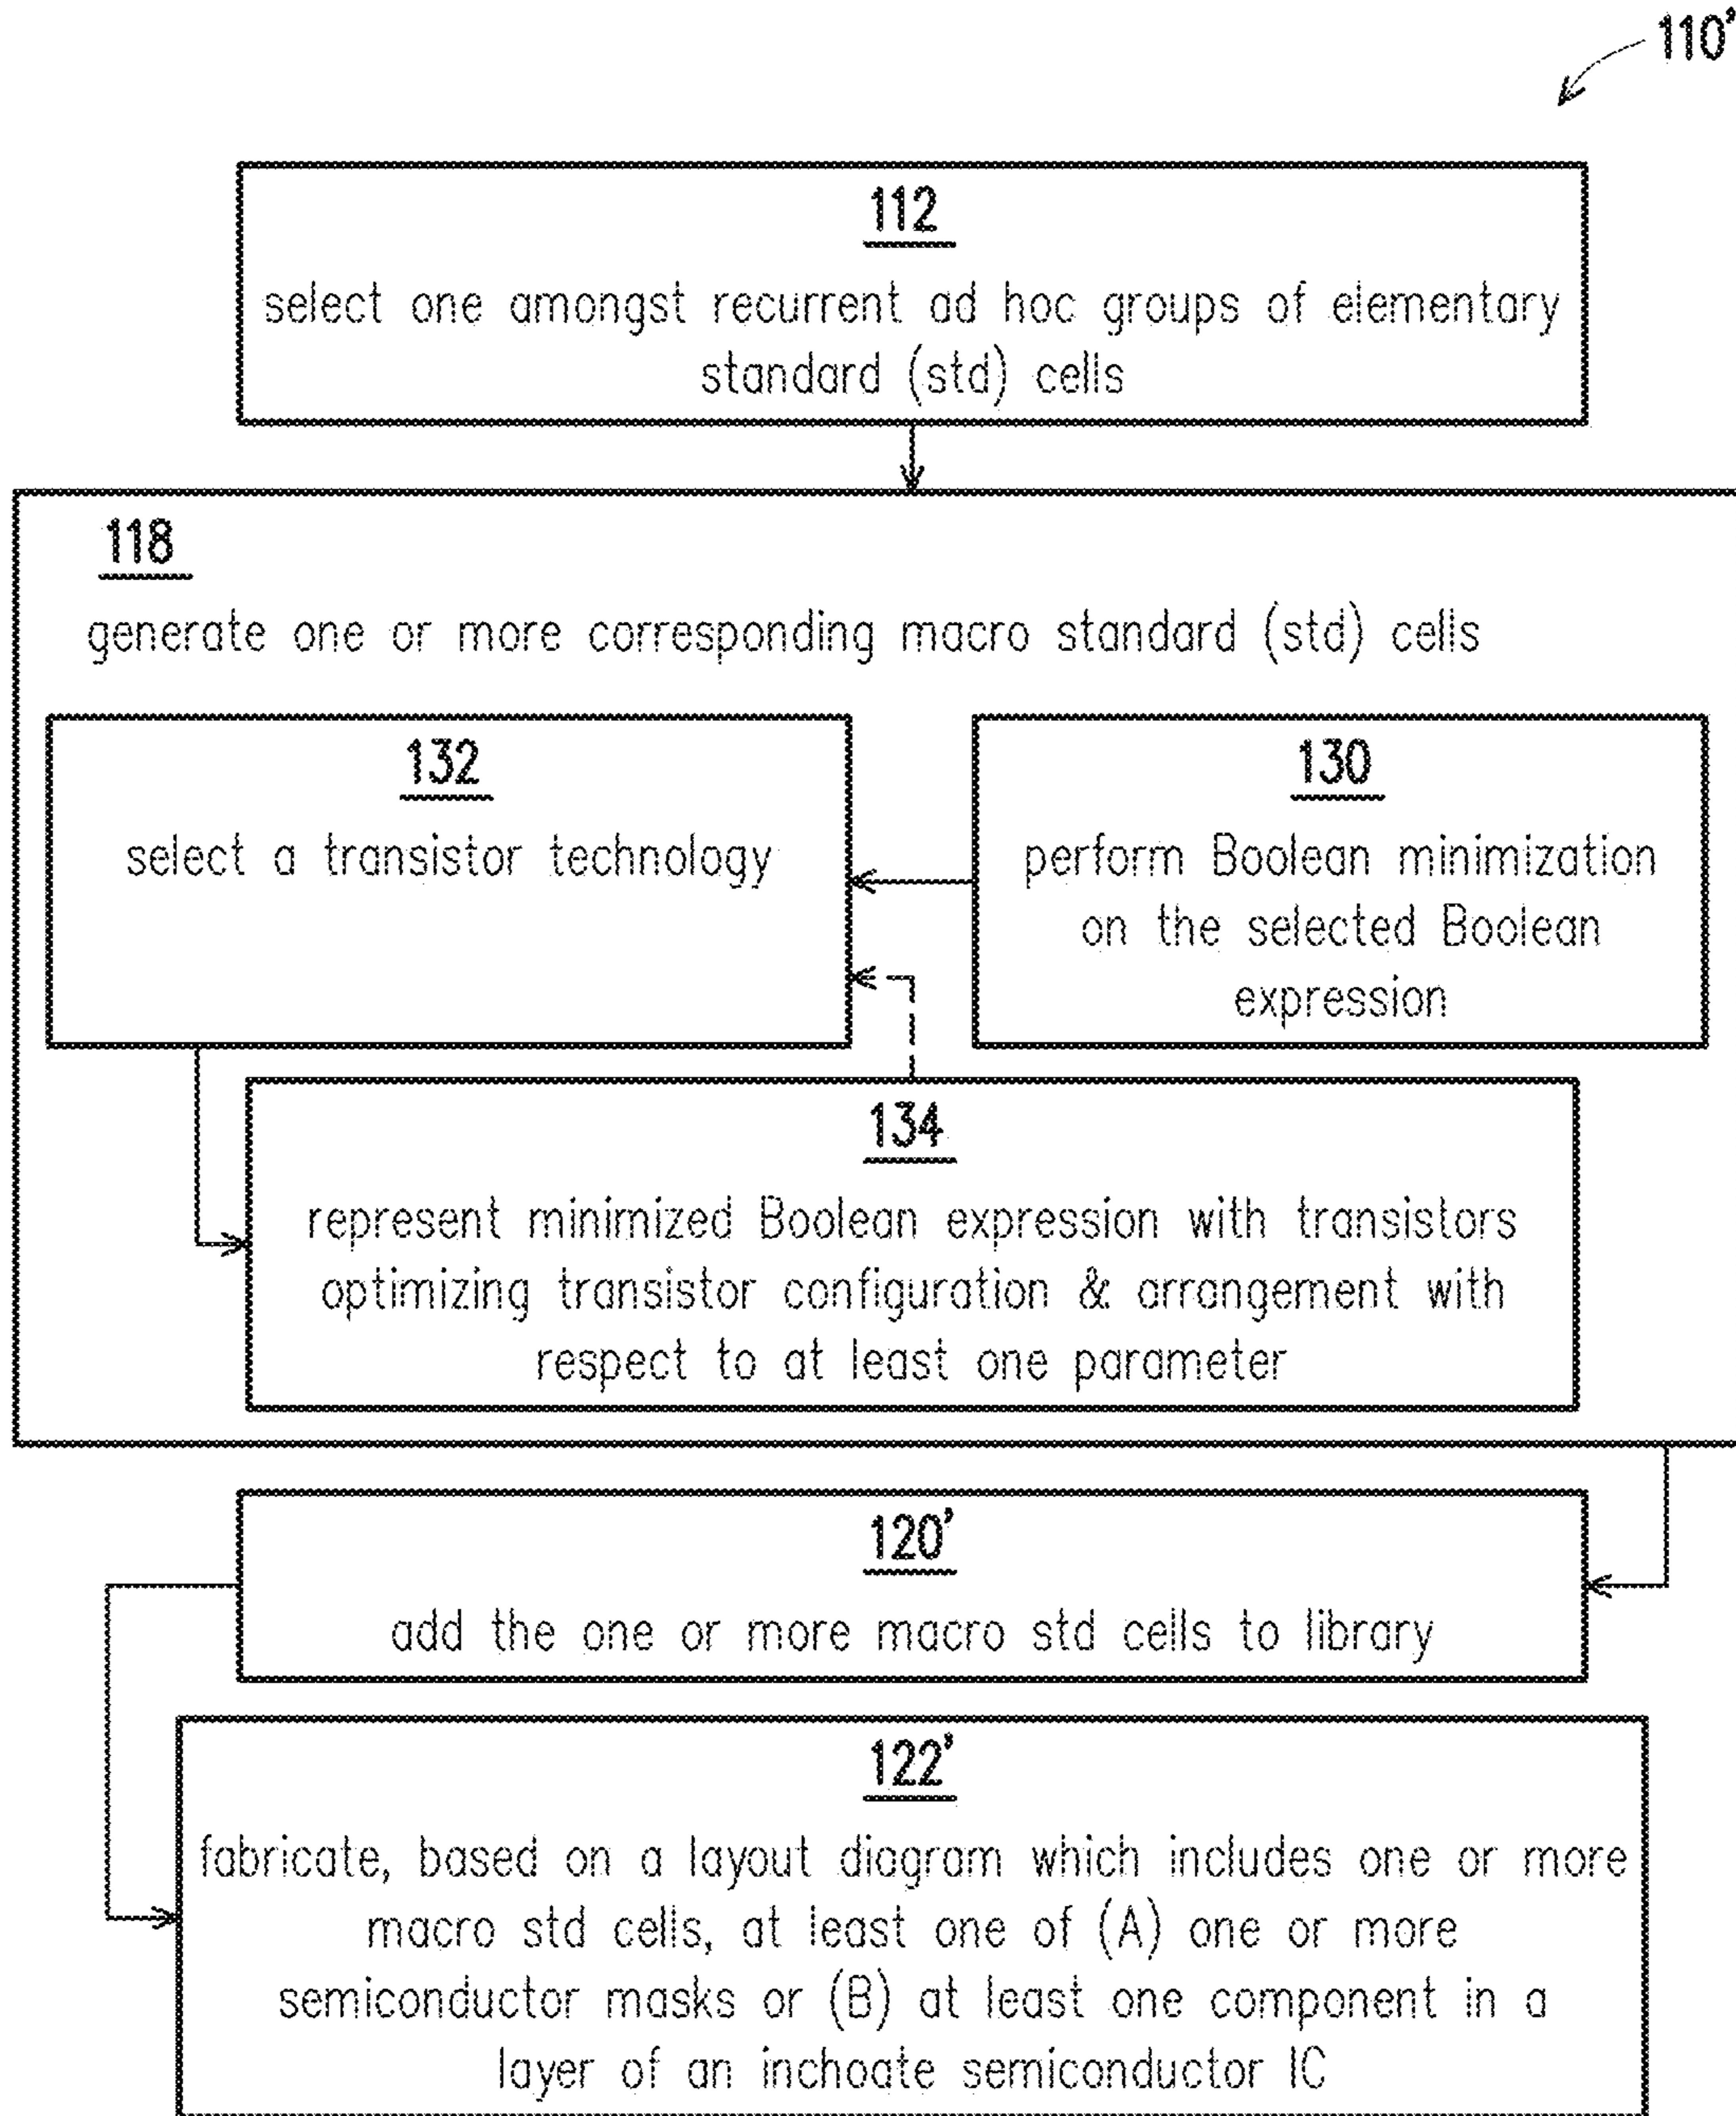 110'
112
select one amongst recurrent ad hoc groups of elementary
standard (std) cells
118
generate one or more corresponding macro standard (std) cells
132
select a transistor technology
130
perform Boolean minimization
on the selected Boolean
expression
134
represent minimized Boolean expression with transistors
optimizing transistor configuration & arrangement with
respect to at least one parameter
120'
add the one or more macro std cells to library
122'
fabricate, based on a layout diagram which includes one or more
macro std cells, at least one of (A) one or more
semiconductor masks or (B) at least one component in a
layer of an inchoate semiconductor IC